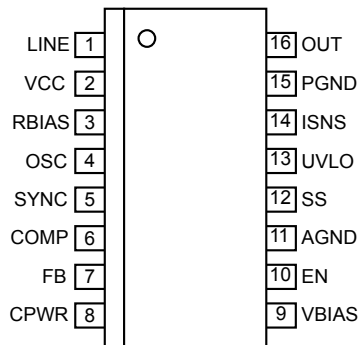 LINE 1 16 OUT
VCC 2 15 PGND
RBIAS 3 14 ISNS
OSC 4 13 UVLO
SYNC 5 12 SS
COMP 6 11 AGND
FB 7 10 EN
CPWR 8 9 VBIAS